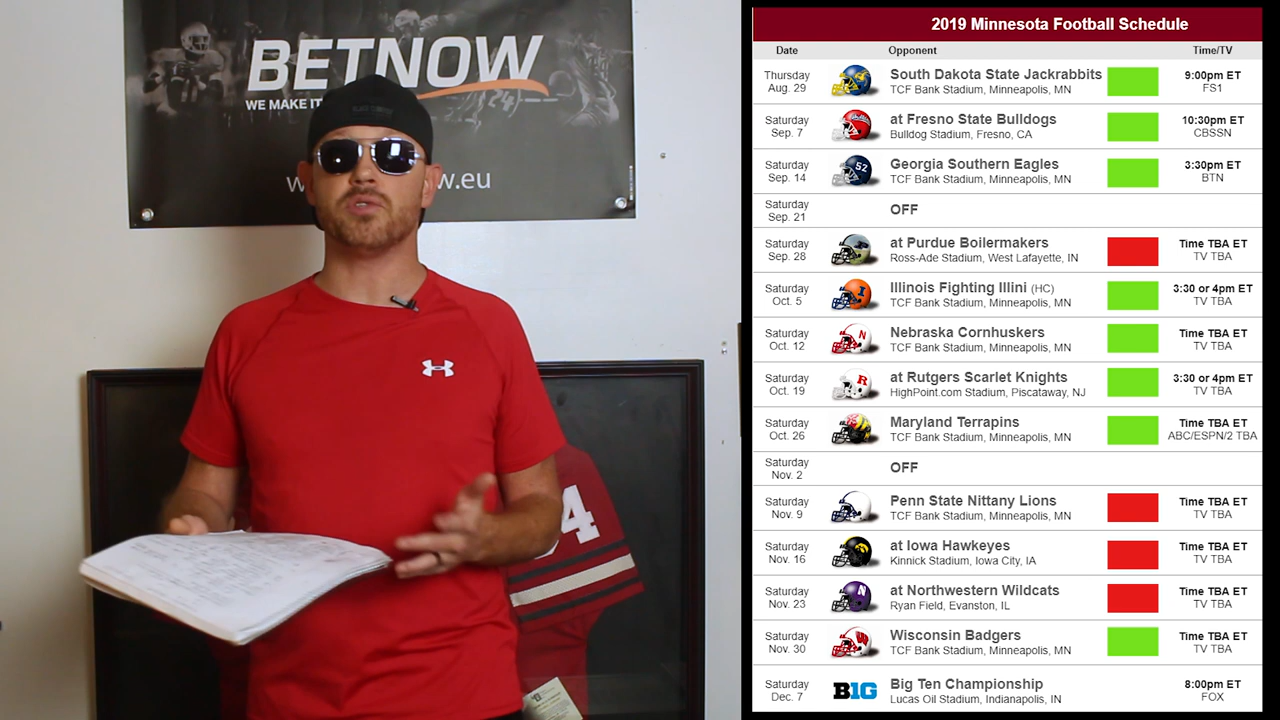 BETNOW
WE MAKE IT
w.eu
4
2019 Minnesota Football Schedule
Date Opponent Time/TV
Thursday South Dakota State Jackrabbits 9:00pm ET
Aug. 29 TCF Bank Stadium, Minneapolis, MN FS1
Saturday at Fresno State Bulldogs 10:30pm ET
Sep. 7 Bulldog Stadium, Fresno, CA CBSSN
Saturday Georgia Southern Eagles 3:30pm ET
Sep. 14 TCF Bank Stadium, Minneapolis, MN BTN
52
Saturday OFF
Sep. 21
Saturday at Purdue Boilermakers Time TBA ET
Sep. 28 Ross-Ade Stadium, West Lafayette, IN TV TBA
Saturday I Illinois Fighting Illini (HC) 3:30 or 4pm ET
Oct. 5 TCF Bank Stadium, Minneapolis, MN TV TBA
Saturday N Nebraska Cornhuskers Time TBA ET
Oct. 12 TCF Bank Stadium, Minneapolis, MN TV TBA
Saturday R at Rutgers Scarlet Knights 3:30 or 4pm ET
Oct. 19 HighPoint.com Stadium, Piscataway, NJ TV TBA
Saturday Maryland Terrapins Time TBA ET
Oct. 26 TCF Bank Stadium, Minneapolis, MN ABC/ESPN/2 TBA
Saturday OFF
Nov. 2
Saturday Penn State Nittany Lions Time TBA ET
Nov. 9 TCF Bank Stadium, Minneapolis, MN TV TBA
Saturday at Iowa Hawkeyes Time TBA ET
Nov. 16 Kinnick Stadium, Iowa City, IA TV TBA
Saturday N at Northwestern Wildcats Time TBA ET
Nov. 23 Ryan Field, Evanston, IL TV TBA
Saturday W Wisconsin Badgers Time TBA ET
Nov. 30 TCF Bank Stadium, Minneapolis, MN TV TBA
Saturday B1G Big Ten Championship 8:00pm ET
Dec. 7 Lucas Oil Stadium, Indianapolis, IN FOX